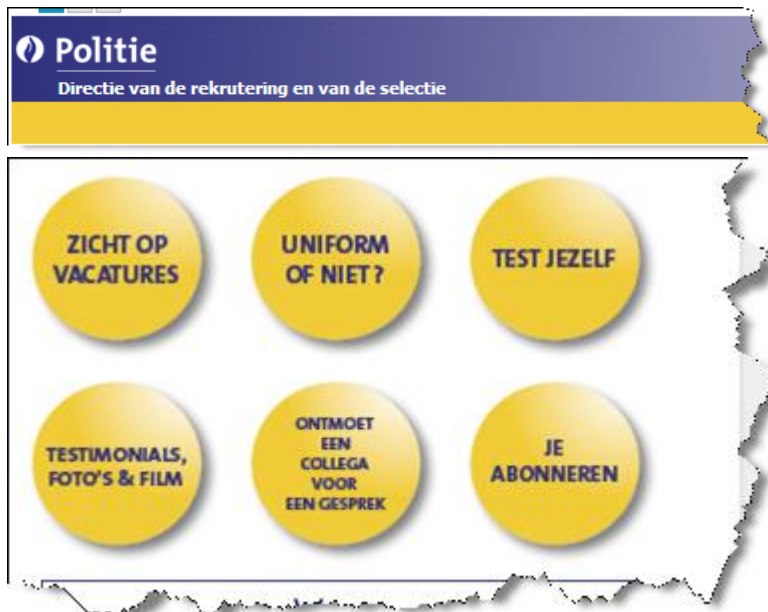 Politie
Directie van de rekrutering en van de selectie
ZICHT OP
VACATURES
UNIFORM
OF NIET ?
TEST JEZELF
TESTIMONIALS,
FOTO'S & FILM
ONTMOET
EEN
COLLEGA
VOOR
EEN GESPREK
JE
ABONNEREN